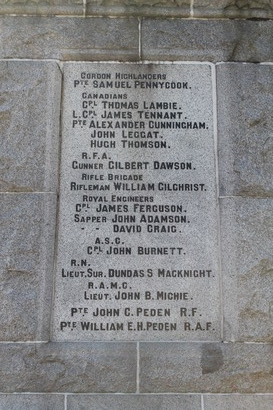 Gordon Highlanders
Pte Samuel Pennycook.
Canadians
Cpl Thomas Lambie.
L.Cpl James Tennant.
Pte Alexander Cunningham.
John Leggat.
Hugh Thomson.
R.F.A.
Gunner Gilbert Dawson.
Rifle Brigade
Rifleman William Gilchrist.
Royal Engineers
Cpl James Ferguson.
Sapper John Adamson.
- - David Craig.
A.S.C.
Cpl John Burnett.
R.N.
Lieut. Sur. Dundas S Macknight.
R.A.M.C.
Lieut. John B. Michie.
Pte John C. Peden R.F.
Pte William E.H. Peden R.A.F.